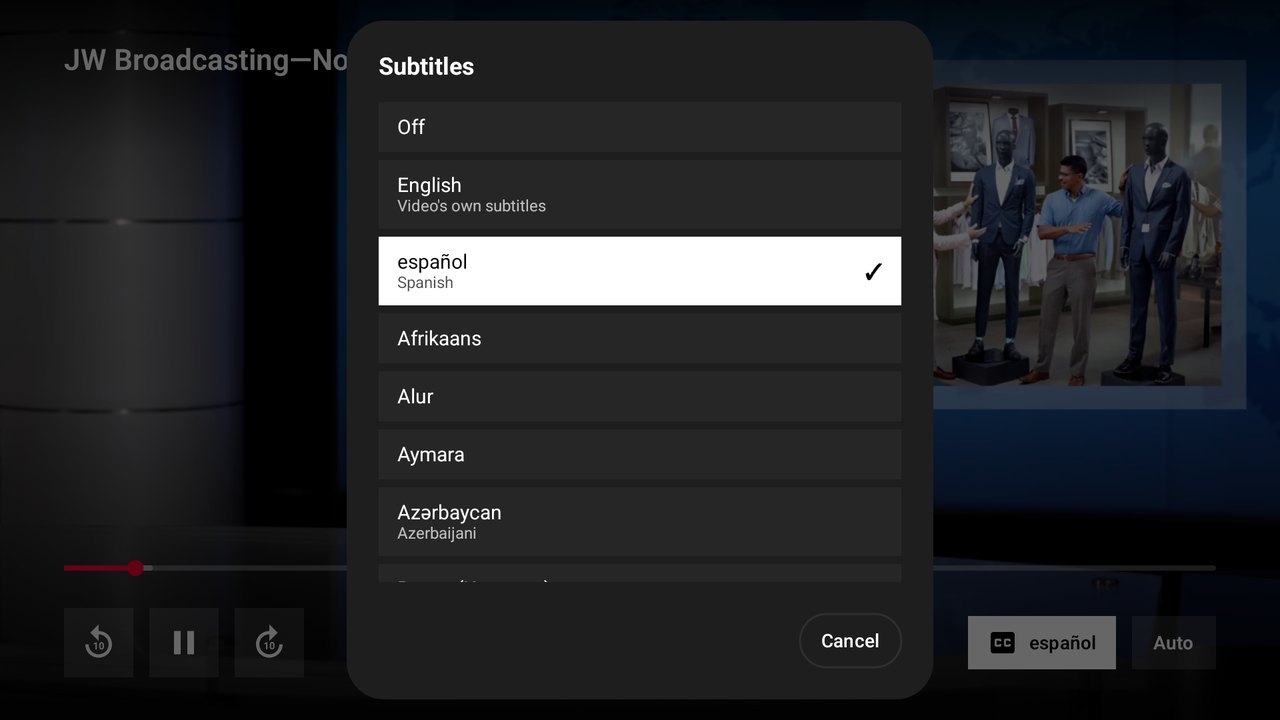 JW Broadcasting—No
Subtitles
Off
English
Video's own subtitles
español
Spanish
✓
Afrikaans
Alur
Aymara
Azərbaycan
Azerbaijani
Cancel
10
10
CC español
Auto